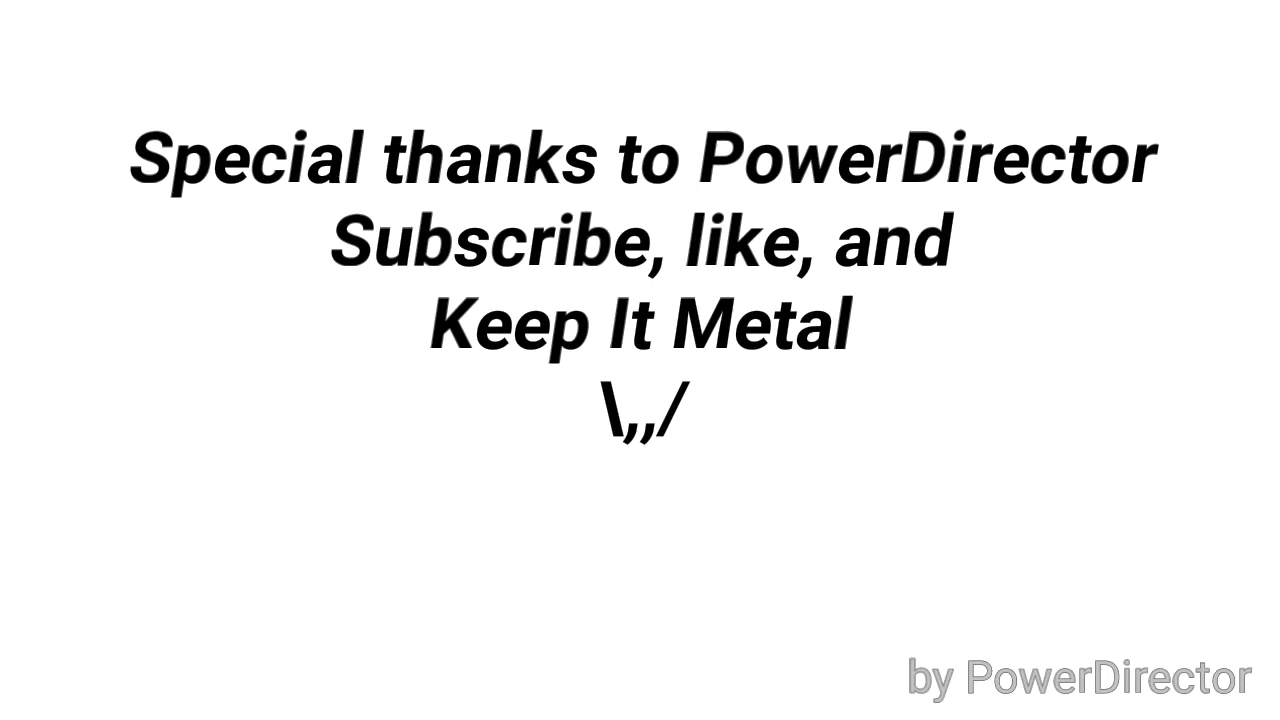 Special thanks to PowerDirector
Subscribe, like, and
Keep It Metal
\,,/
by PowerDirector